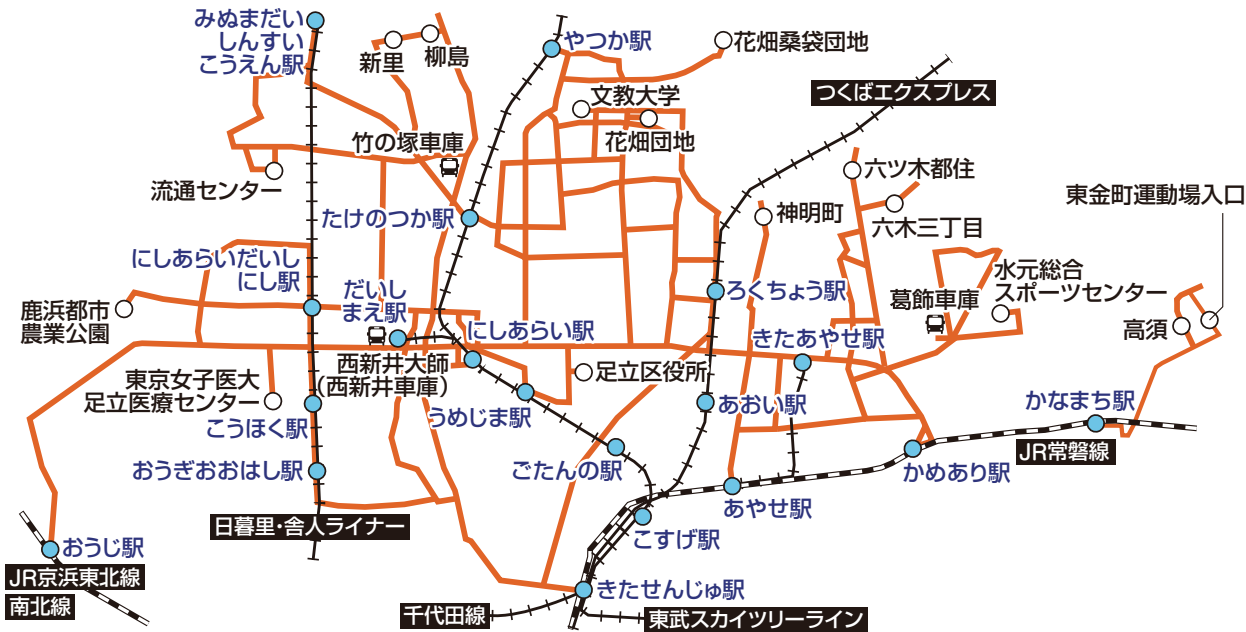 みぬまだい
しんすい
こうえん駅
新里
柳島
やつか駅
花畑桑袋団地
つくばエクスプレス
文教大学
花畑団地
竹の塚車庫
流通センター
たけのつか駅
六ツ木都住
六木三丁目
神明町
東金町運動場入口
にしあらいだいし
にし駅
だいし
まえ駅
にしあらい駅
ろくちょう駅
水元総合
スポーツセンター
葛飾車庫
高須
鹿浜都市
農業公園
きたあやせ駅
西新井大師
(西新井車庫)
足立区役所
東京女子医大
足立医療センター
こうほく駅
うめじま駅
あおい駅
かなまち駅
JR常磐線
おうぎおおはし駅
ごたんの駅
かめあり駅
あやせ駅
日暮里・舎人ライナー
こすげ駅
おうじ駅
JR京浜東北線
南北線
きたせんじゅ駅
千代田線
東武スカイツリーライン